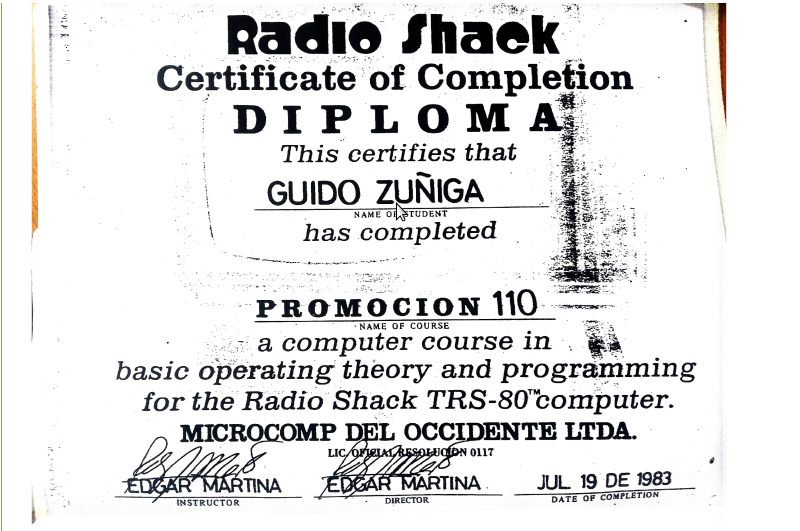 Radio Shack
Certificate of Completion
DIPLOMA
This certifies that
GUIDO ZUÑIGA
NAME OF STUDENT
has completed
PROMOCION 110
NAME OF COURSE
a computer course in
basic operating theory and programming
for the Radio Shack TRS-80™computer.
MICROCOMP DEL OCCIDENTE LTDA.
LIC. OFICIAL RESOLUCION 0117
EDGAR MARTINA EDGAR MARTINA JUL 19 DE 1983
INSTRUCTOR DIRECTOR DATE OF COMPLETION